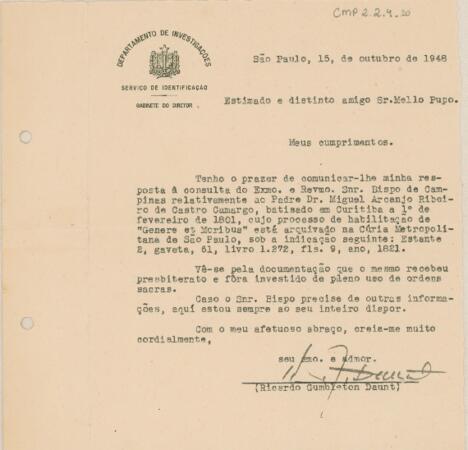 CMP 2.2.4.20
DEPARTAMENTO DE INVESTIGAÇÕES
SERVIÇO DE IDENTIFICAÇÃO
GABINETE DO DIRETOR
São Paulo, 15, de outubro de 1948
Estimado e distinto amigo Sr.Mello Pupo.
Meus cumprimentos.
Tenho o prazer de comunicar-lhe minha res-
posta á consulta do Exmo. e Revmo. Snr. Bispo de Cam-
pinas relativamente ao Padre Dr. Miguel Arcanjo Ribei-
ro de Castro Camargo, batisado em Curitiba a 1º de
fevereiro de 1801, cujo processo de habilitação de
"Genere et Moribus" está arquivado na Cúria Metropoli-
tana de São Paulo, sob a indicação seguinte: Estante
2, gaveta, 61, livro 1.272, fls. 9, ano, 1821.
Vê-se pela documentação que o mesmo recebeu
presbiterato e fôra investido de pleno uso de ordens
sacras.
Caso o Snr. Bispo precise de outras informa-
ções, aquí estou sempre ao seu inteiro dispor.
Com o meu afetuoso abraço, creia-me muito
cordialmente,
seu amo. e admor.
(Ricardo Gumbleton Daunt)